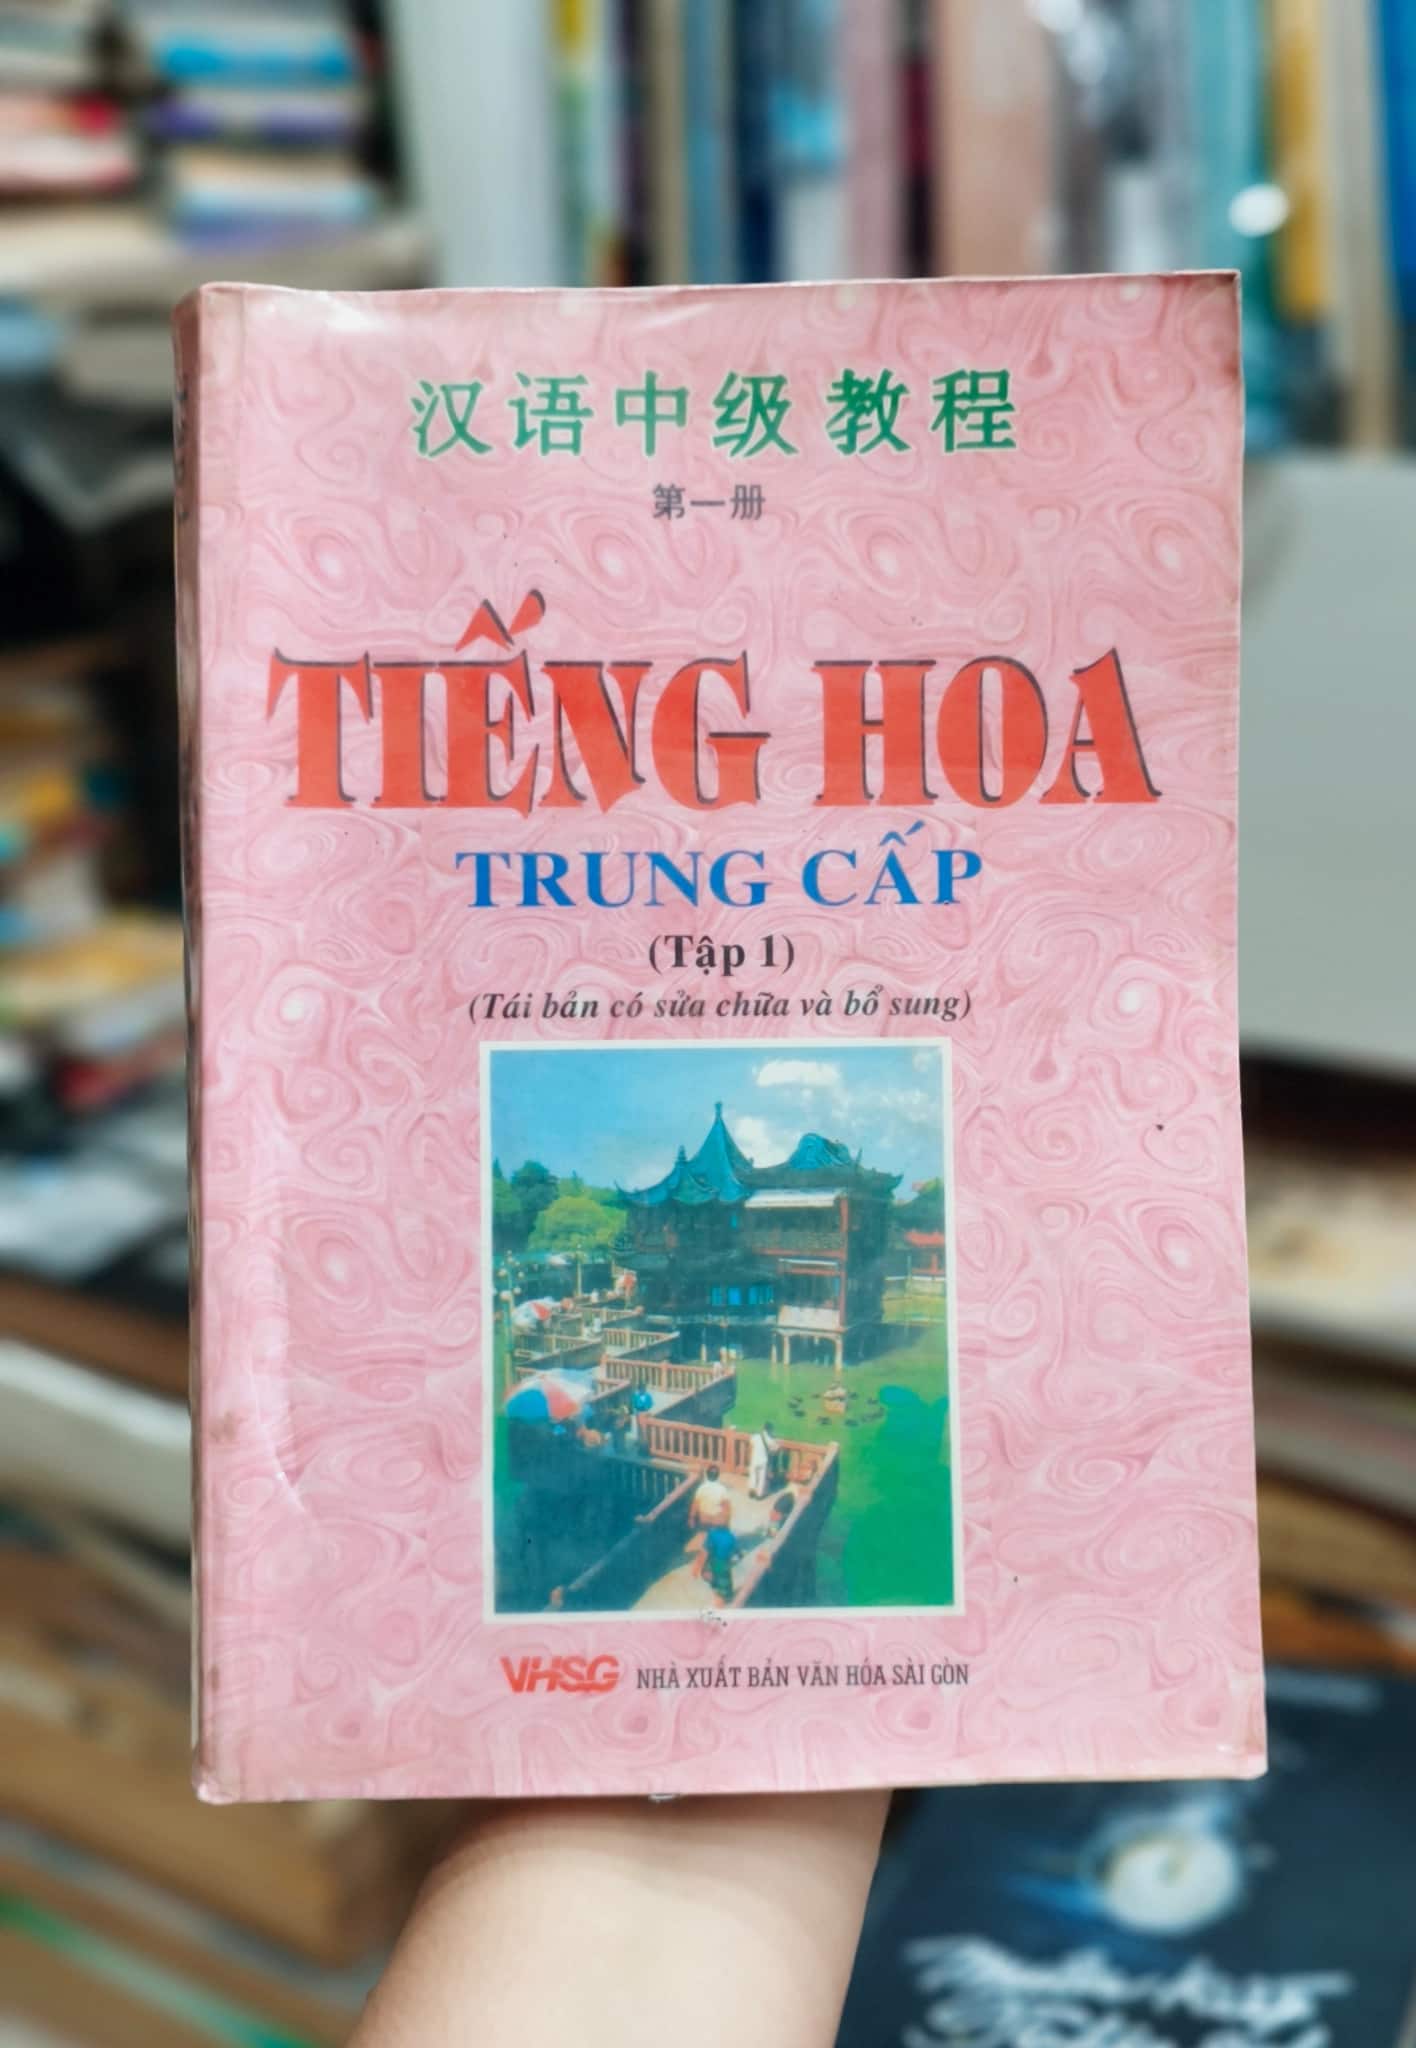 汉语中级教程
第一册
TIẾNG HOA
TRUNG CẤP
(Tập 1)
(Tái bản có sửa chữa và bổ sung)
VHSG NHÀ XUẤT BẢN VĂN HÓA SÀI GÒN